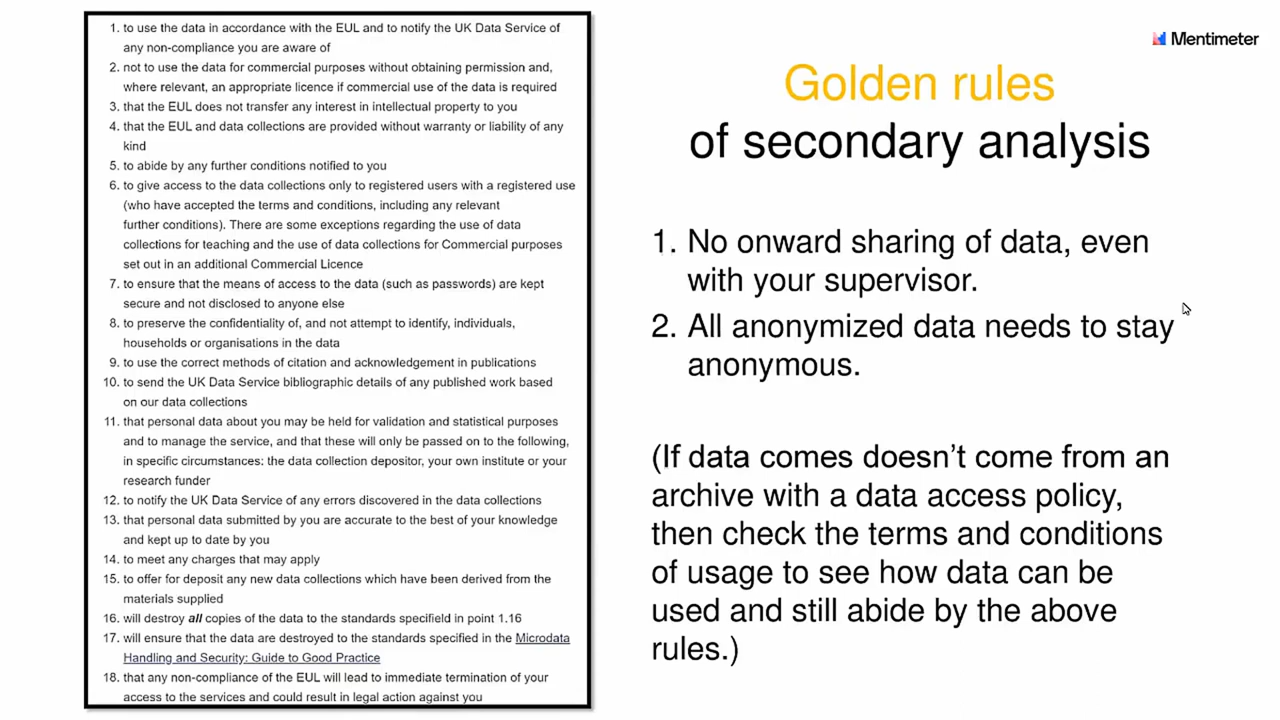 1. to use the data in accordance with the EUL and to notify the UK Data Service of
any non-compliance you are aware of
2. not to use the data for commercial purposes without obtaining permission and,
where relevant, an appropriate licence if commercial use of the data is required
3. that the EUL does not transfer any interest in intellectual property to you
4. that the EUL and data collections are provided without warranty or liability of any
kind
5. to abide by any further conditions notified to you
6. to give access to the data collections only to registered users with a registered use
(who have accepted the terms and conditions, including any relevant
further conditions). There are some exceptions regarding the use of data
collections for teaching and the use of data collections for Commercial purposes
set out in an additional Commercial Licence
7. to ensure that the means of access to the data (such as passwords) are kept
secure and not disclosed to anyone else
8. to preserve the confidentiality of, and not attempt to identify, individuals,
households or organisations in the data
9. to use the correct methods of citation and acknowledgement in publications
10. to send the UK Data Service bibliographic details of any published work based
on our data collections
11. that personal data about you may be held for validation and statistical purposes
and to manage the service, and that these will only be passed on to the following,
in specific circumstances: the data collection depositor, your own institute or your
research funder
12. to notify the UK Data Service of any errors discovered in the data collections
13. that personal data submitted by you are accurate to the best of your knowledge
and kept up to date by you
14. to meet any charges that may apply
15. to offer for deposit any new data collections which have been derived from the
materials supplied
16. will destroy all copies of the data to the standards specifield in point 1.16
17. will ensure that the data are destroyed to the standards specified in the Microdata
Handling and Security: Guide to Good Practice
18. that any non-compliance of the EUL will lead to immediate termination of your
access to the services and could result in legal action against you
Mentimeter
Golden rules
of secondary analysis
1. No onward sharing of data, even
with your supervisor.
2. All anonymized data needs to stay
anonymous.
(If data comes doesn't come from an
archive with a data access policy,
then check the terms and conditions
of usage to see how data can be
used and still abide by the above
rules.)